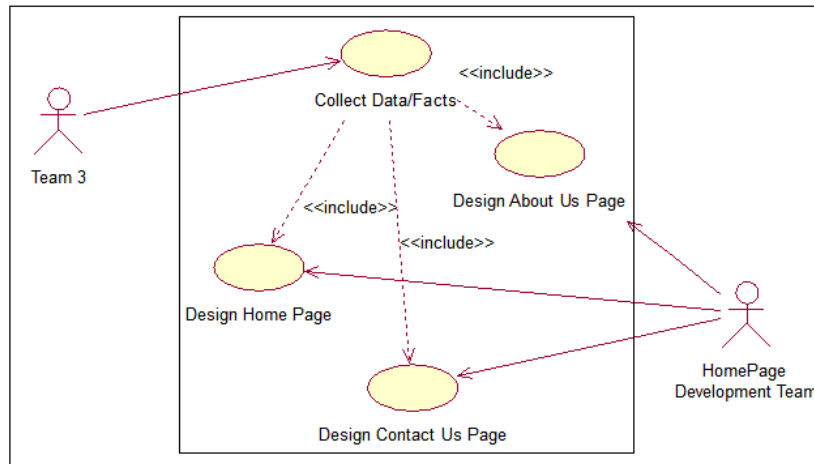 <<include>>
Collect Data/Facts
Team 3
Design About Us Page
<<include>>
<<include>>
Design Home Page
HomePage
Development Team
Design Contact Us Page